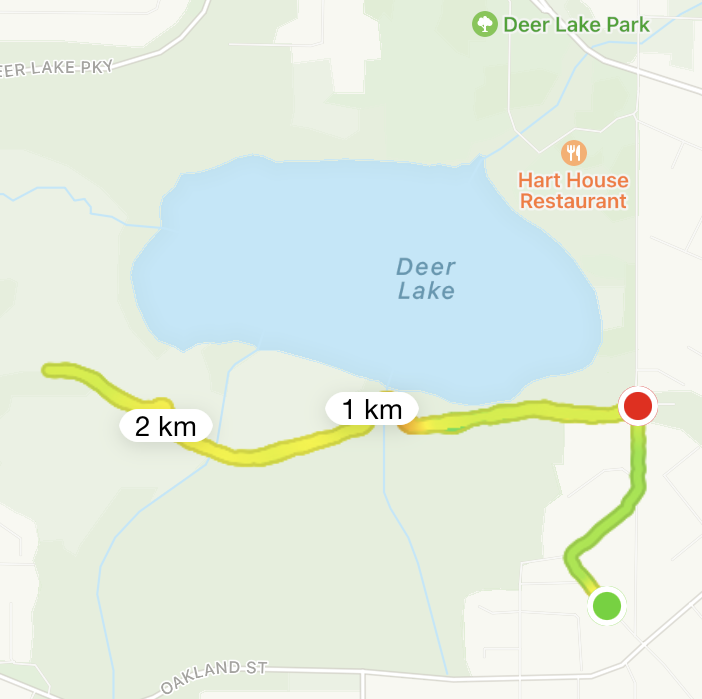 Deer Lake Park
EER LAKE PKY
Hart House
Restaurant
Deer
Lake
1 km
2 km
OAKLAND ST